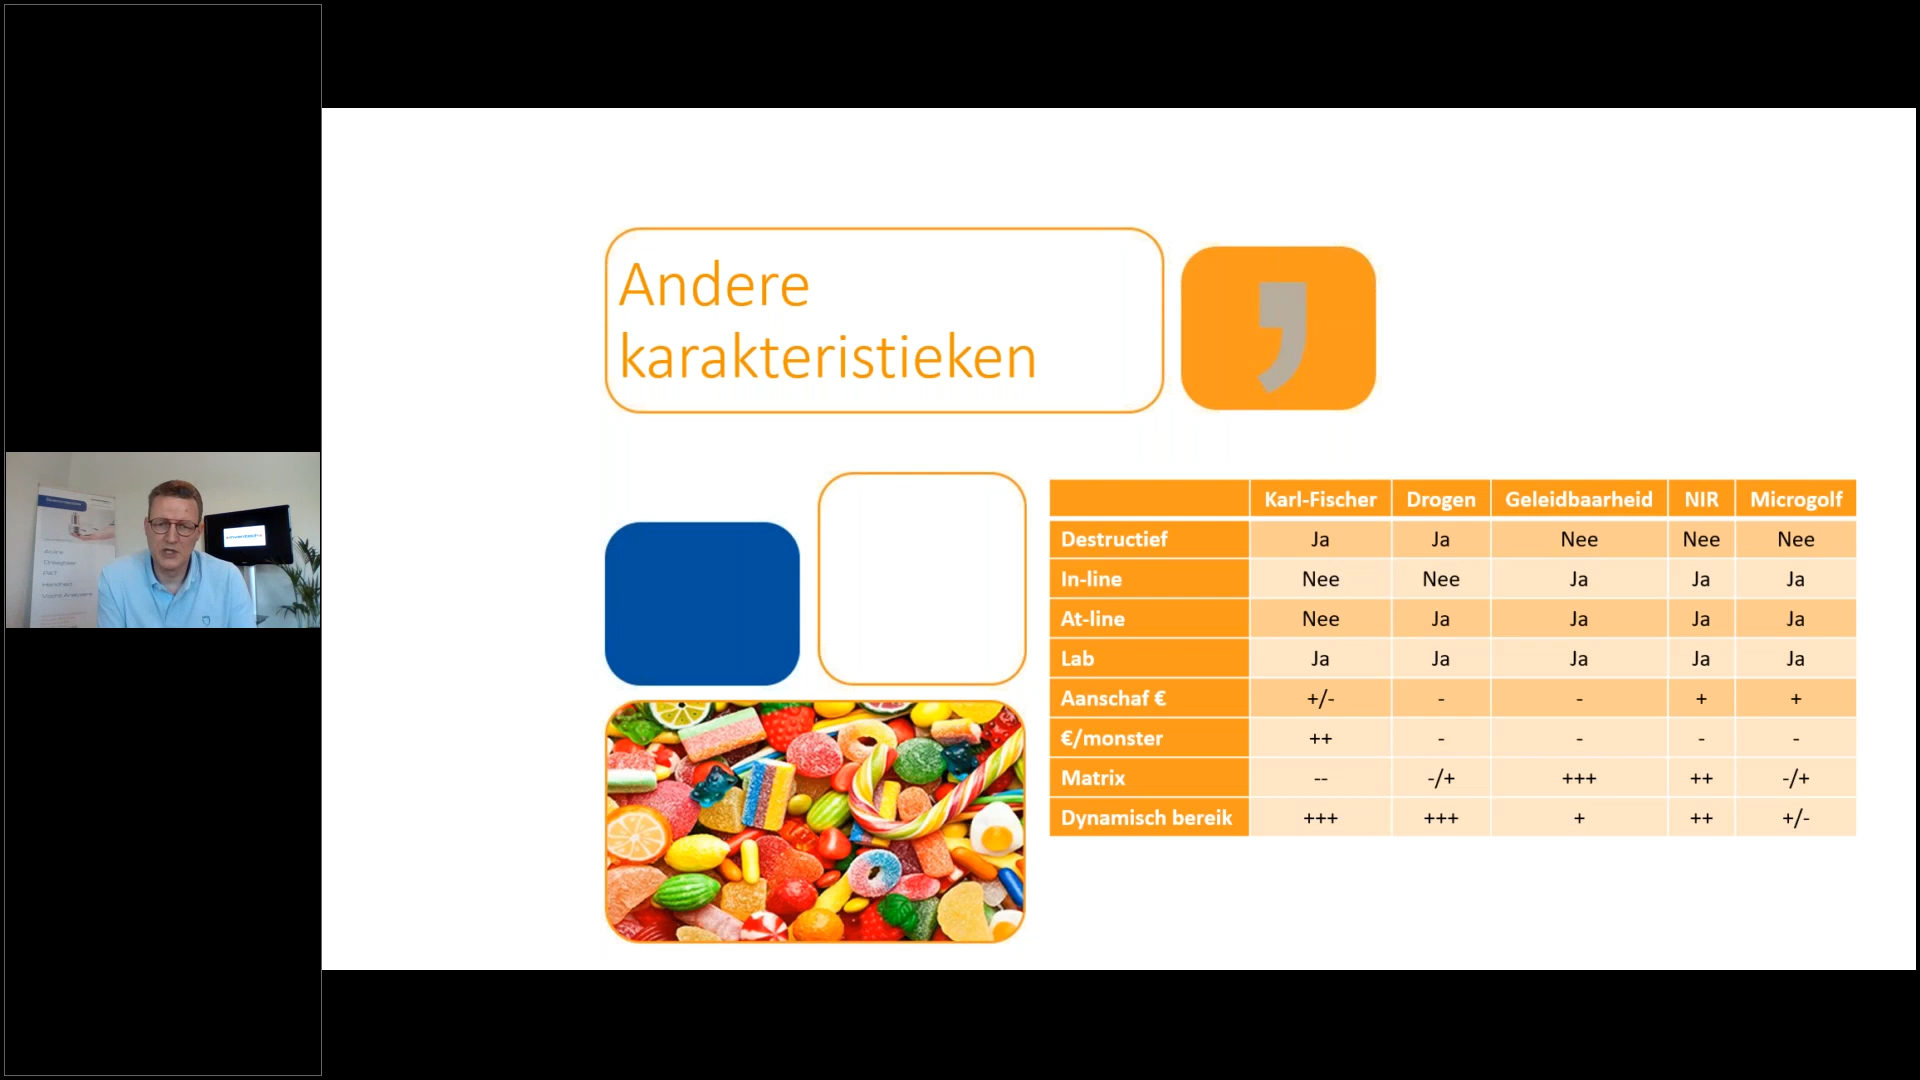 Andere
karakteristieken
Karl-Fischer Drogen Geleidbaarheid NIR Microgolf
Destructief Ja Ja Nee Nee Nee
In-line Nee Nee Ja Ja Ja
At-line Nee Ja Ja Ja Ja
Lab Ja Ja Ja Ja Ja
Aanschaf € +/- - - + +
€/monster ++ - - - -
Matrix -- -/+ +++ ++ -/+
Dynamisch bereik +++ +++ + ++ +/-